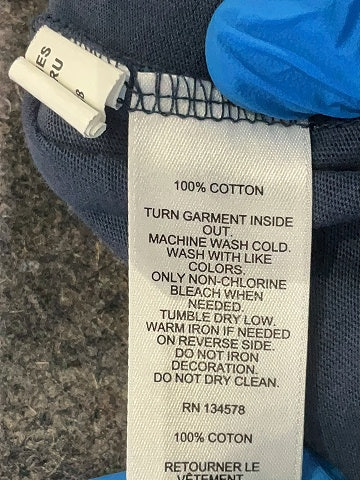 ES
RU
100% COTTON
TURN GARMENT INSIDE
OUT.
MACHINE WASH COLD.
WASH WITH LIKE
COLORS.
ONLY NON-CHLORINE
BLEACH WHEN
NEEDED.
TUMBLE DRY LOW.
WARM IRON IF NEEDED
ON REVERSE SIDE.
DO NOT IRON
DECORATION.
DO NOT DRY CLEAN.
RN 134578
100% COTON
RETOURNER LE
VÊTEMENT